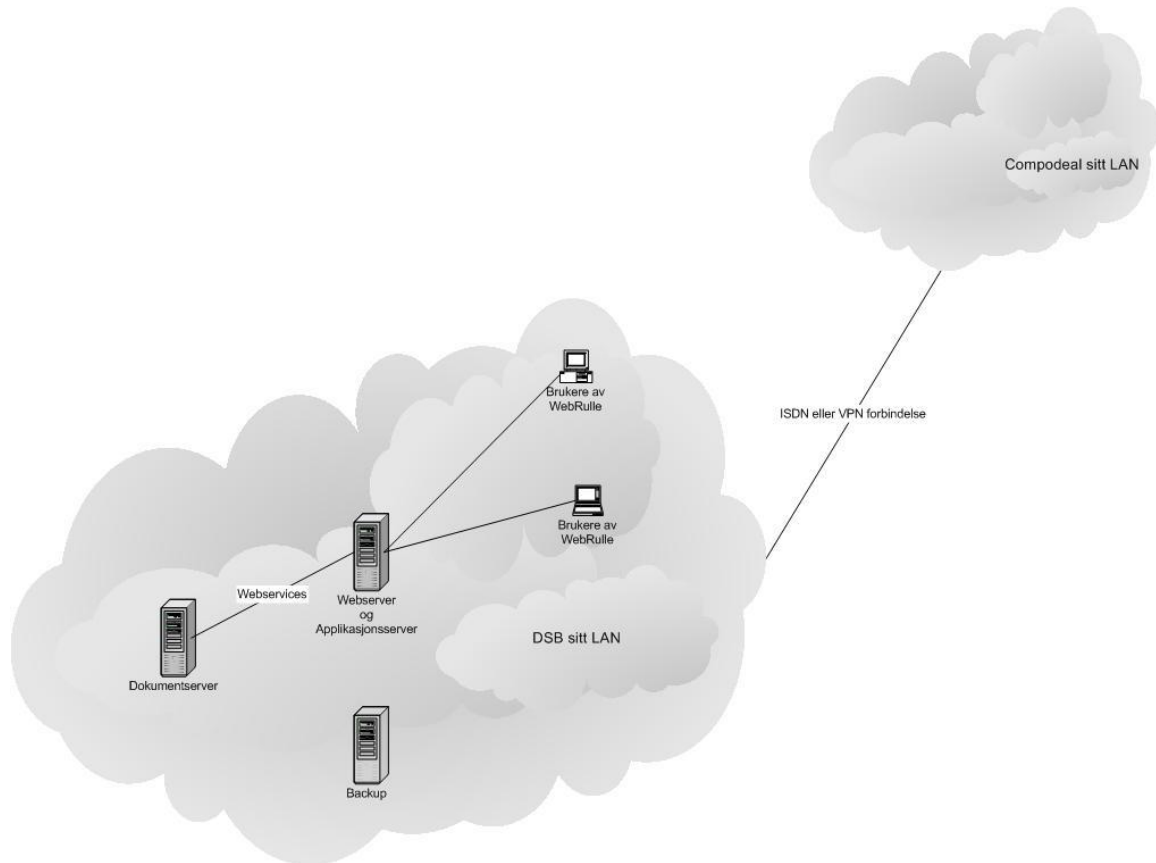 Compodeal sitt LAN
Brukere av
WebRulle
ISDN eller VPN forbindelse
Brukere av
WebRulle
Webservices
Webserver
og
Applikasjonsserver
DSB sitt LAN
Dokumentserver
Backup